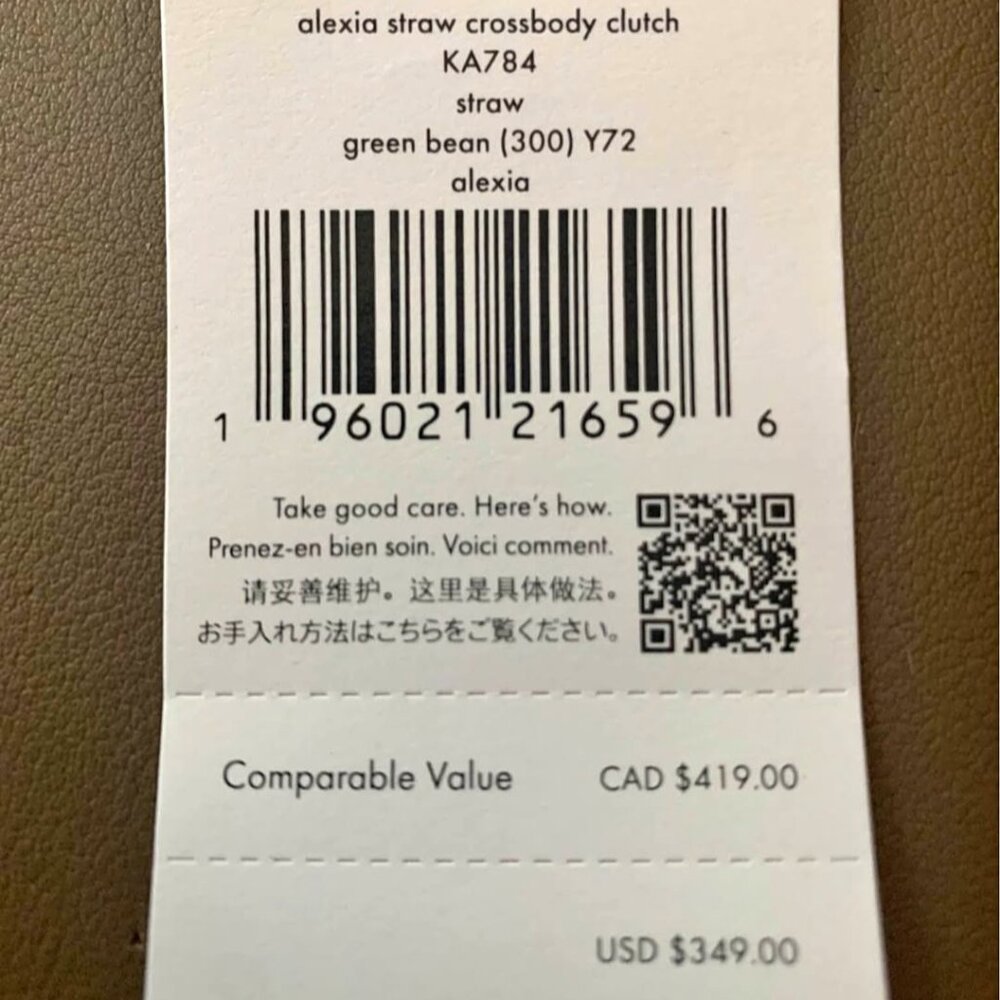 alexia straw crossbody clutch
KA784
straw
green bean (300) Y72
alexia
1 96021 21659 6
Take good care. Here's how.
Prenez-en bien soin. Voici comment.
请妥善维护。这里是具体做法。
お手入れ方法はこちらをご覧ください。
Comparable Value CAD $419.00
USD $349.00